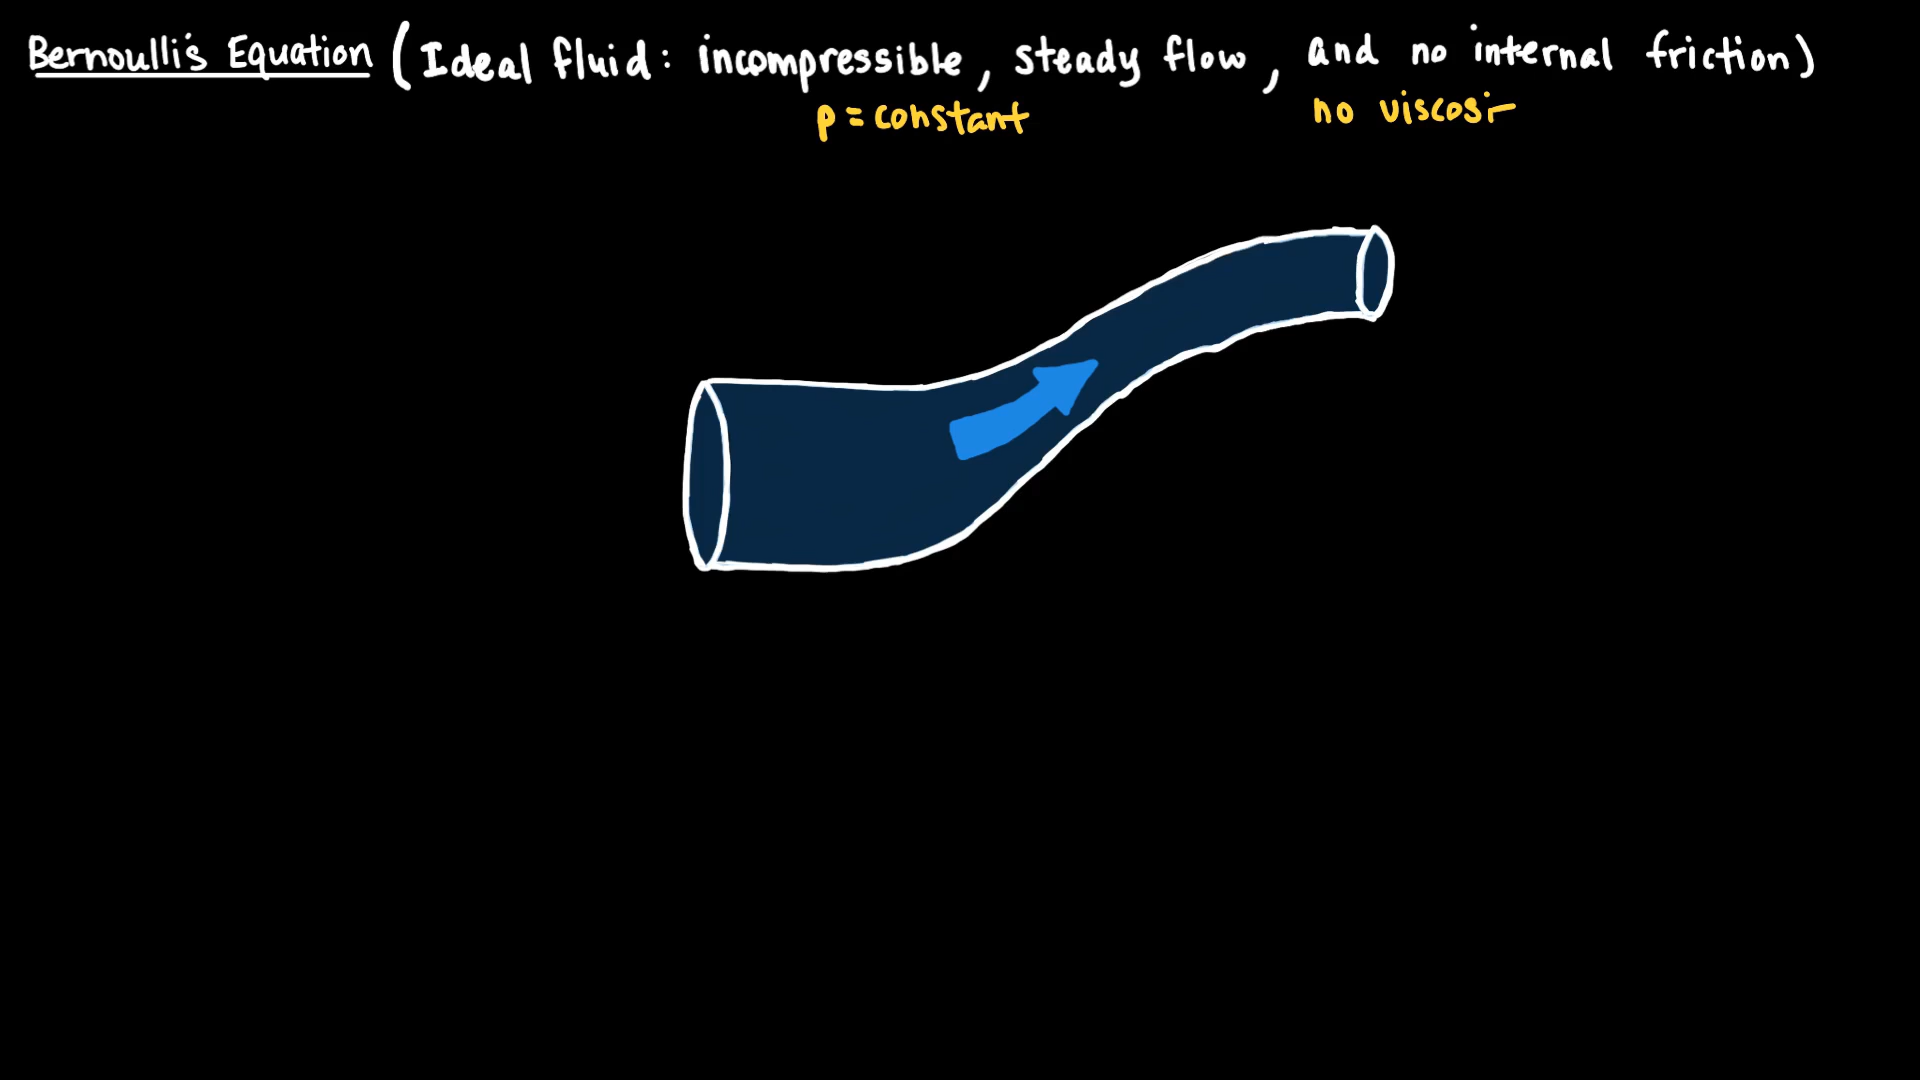 Bernoulli's Equation (Ideal fluid: incompressible, steady flow, and no internal friction)
ρ = constant no viscosi